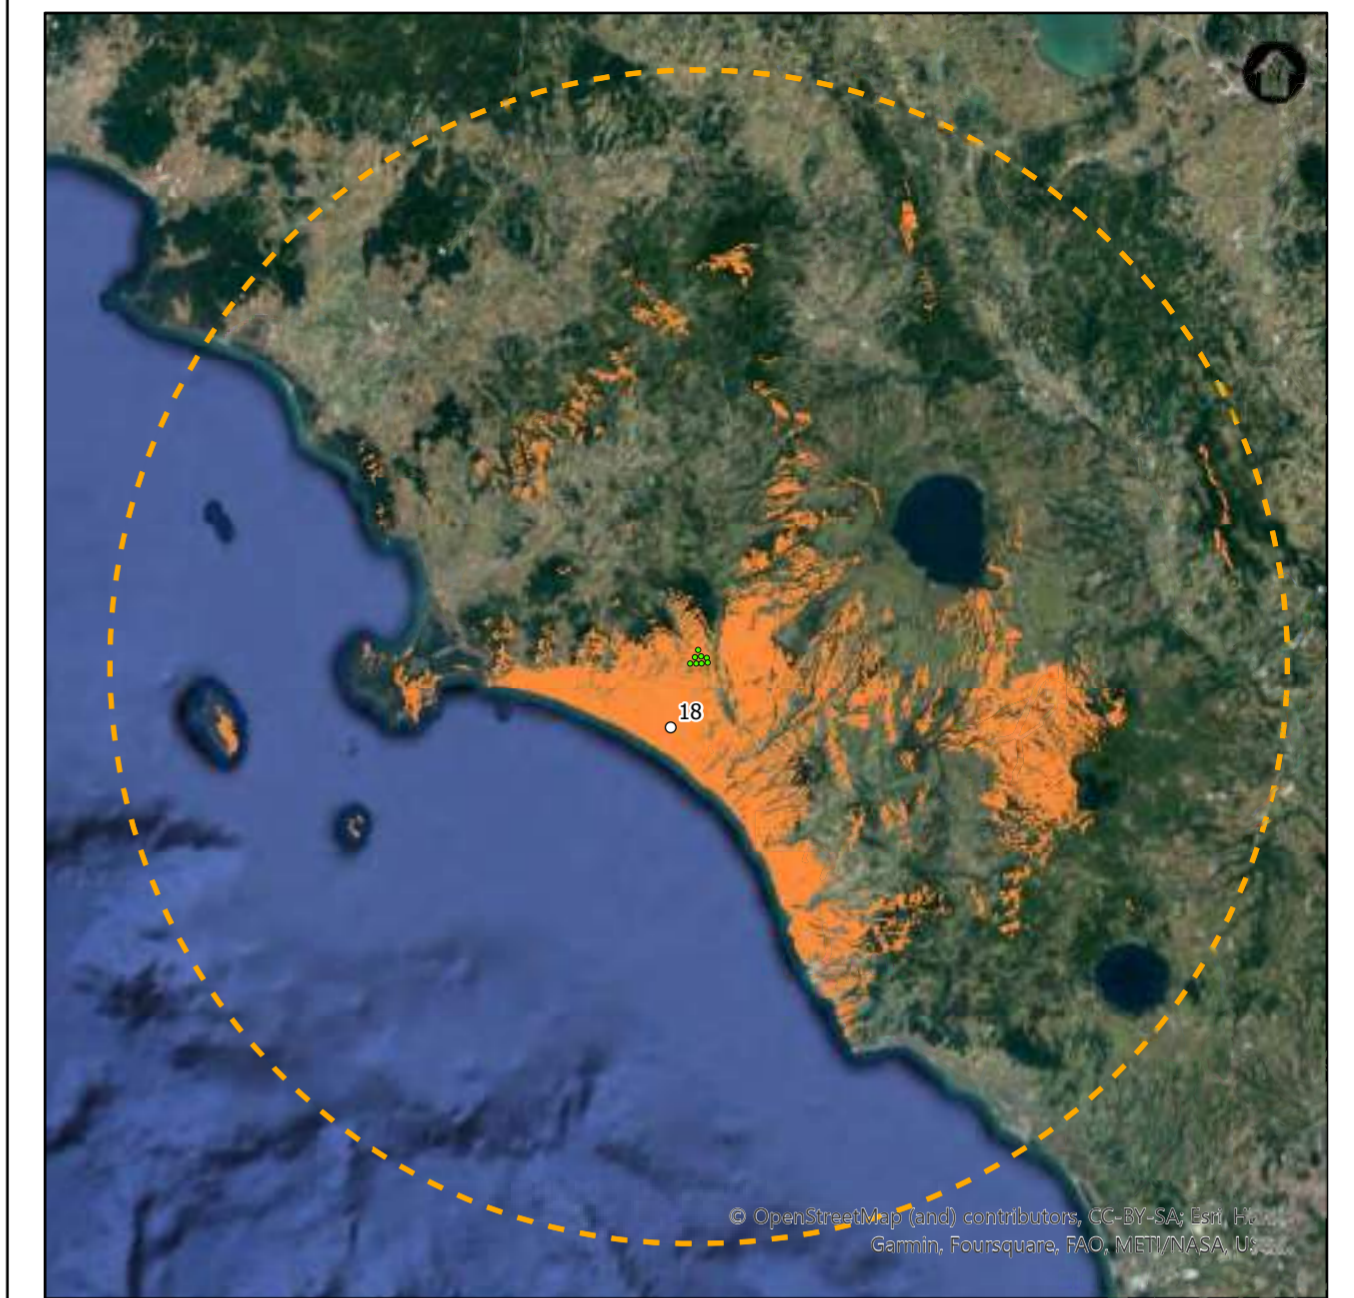 18
© OpenStreetMap (and) contributors, CC-BY-SA; Esri,
Garmin, Foursquare, FAO, METI/NASA,